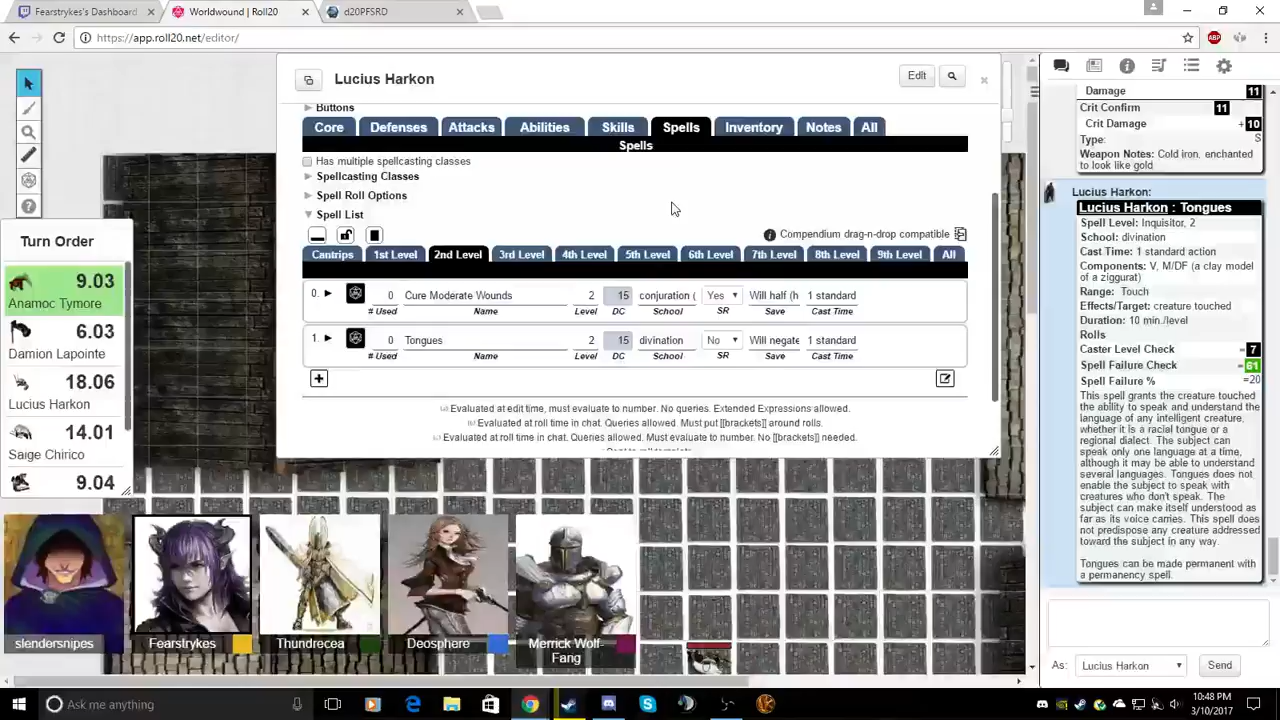 Fearstrykes's Dashboard
Worldwound | Roll20
d20PFSRD
https://app.roll20.net/editor/
ABP
Lucius Harkon
Edit
Buttons
Core Defenses Attacks Abilities Skills Spells Inventory Notes All
Spells
Has multiple spellcasting classes
Spellcasting Classes
Spell Roll Options
Spell List
Compendium drag-n-drop compatible
Cantrips 1st Level 2nd Level 3rd Level 4th Level 5th Level 6th Level 7th Level 8th Level 9th Level All
0. 0 Cure Moderate Wounds 2 15 conjuration ( Yes Will half (h 1 standard
# Used Name Level DC School SR Save Cast Time
1. 0 Tongues 2 15 divination No Will negate 1 standard
# Used Name Level DC School SR Save Cast Time
Evaluated at edit time, must evaluate to number. No queries. Extended Expressions allowed.
Evaluated at roll time in chat. Queries allowed. Must put [[brackets]] around rolls.
Evaluated at roll time in chat. Queries allowed. Must evaluate to number. No [[brackets]] needed.
Turn Order
9.03
Anamoc Tymore
6.03
Damion Lapointe
18.06
Lucius Harkon
14.01
Saige Chirico
9.04
slendersnipes
Fearstrykes
Thundrecea
Deosphere
Merrick Wolf-
Fang
Damage 11
Crit Confirm 11
Crit Damage + 10
Type: S
Weapon Notes: Cold iron, enchanted
to look like gold
Lucius Harkon:
Lucius Harkon : Tongues
Spell Level: Inquisitor, 2
School: divination
Cast Time: 1 standard action
Components: V, M/DF (a clay model
of a ziggurat)
Range: Touch
Effects/Target: creature touched
Duration: 10 min./level
Rolls
Caster Level Check = 7
Spell Failure Check = 61
Spell Failure % =20
This spell grants the creature touched
the ability to speak and understand the
language of any intelligent creature,
whether it is a racial tongue or a
regional dialect. The subject can
speak only one language at a time,
although it may be able to understand
several languages. Tongues does not
enable the subject to speak with
creatures who don't speak. The
subject can make itself understood as
far as its voice carries. This spell does
not predispose any creature addressed
toward the subject in any way.
Tongues can be made permanent with
a permanency spell.
As: Lucius Harkon Send
Ask me anything
10:48 PM
3/10/2017